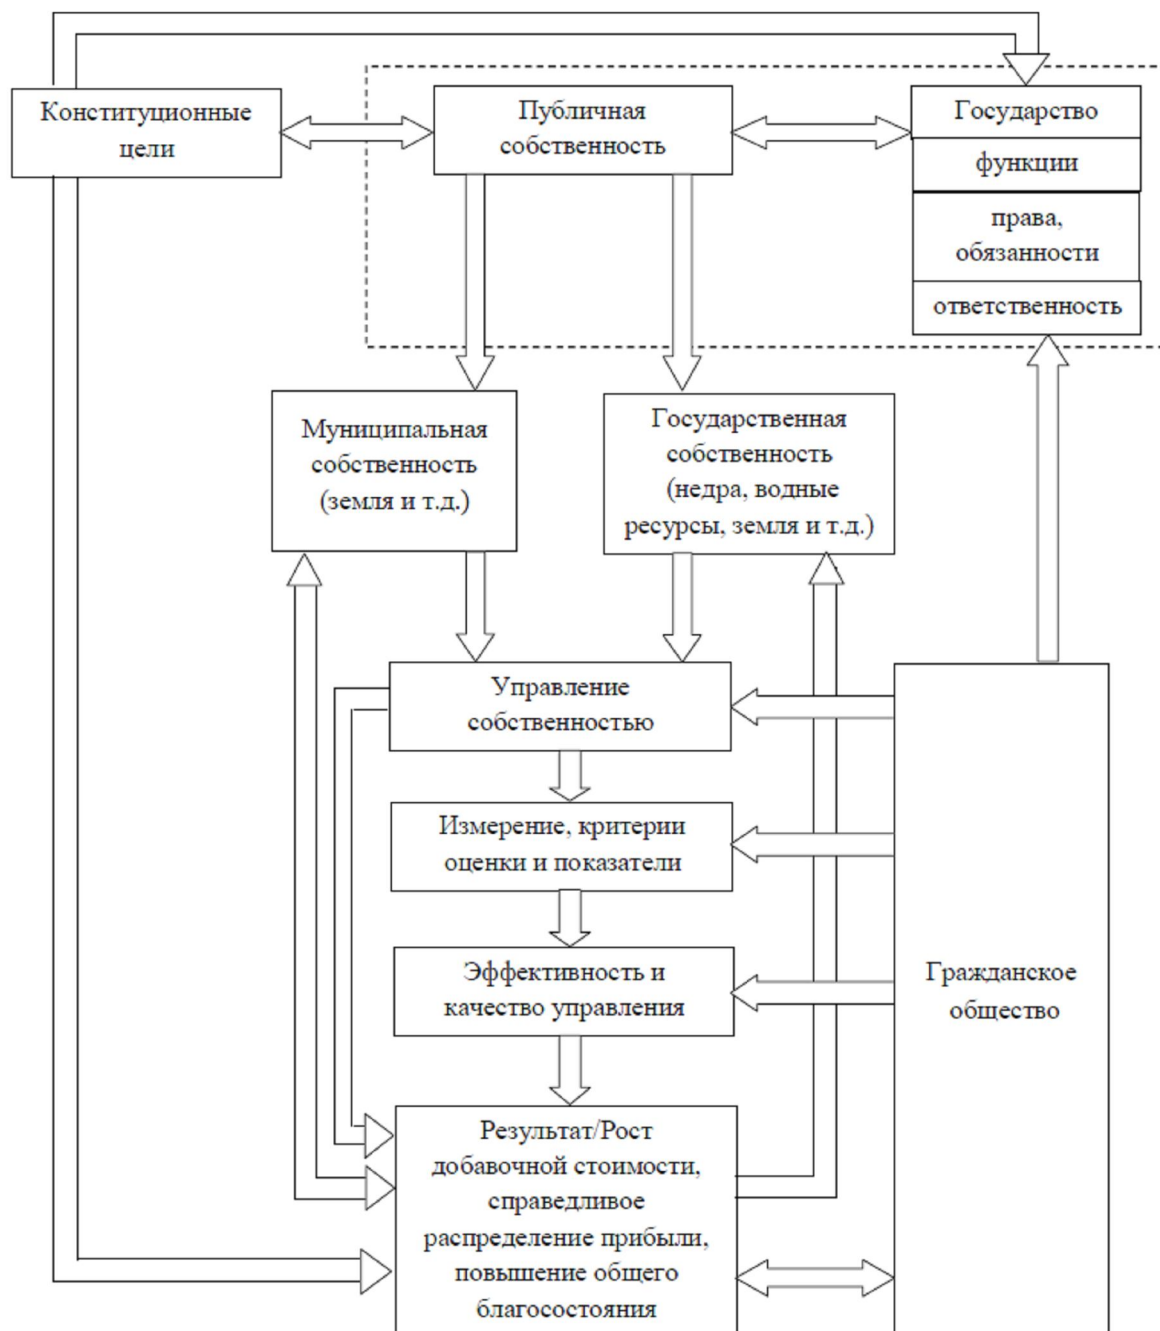 Конституционные
цели
Публичная
собственность
Государство
функции
права,
обязанности
ответственность
Муниципальная
собственность
(земля и т.д.)
Государственная
собственность
(недра, водные
ресурсы, земля и т.д.)
Управление
собственностью
Измерение, критерии
оценки и показатели
Эффективность и
качество управления
Гражданское
общество
Результат/Рост
добавочной стоимости,
справедливое
распределение прибыли,
повышение общего
благосостояния